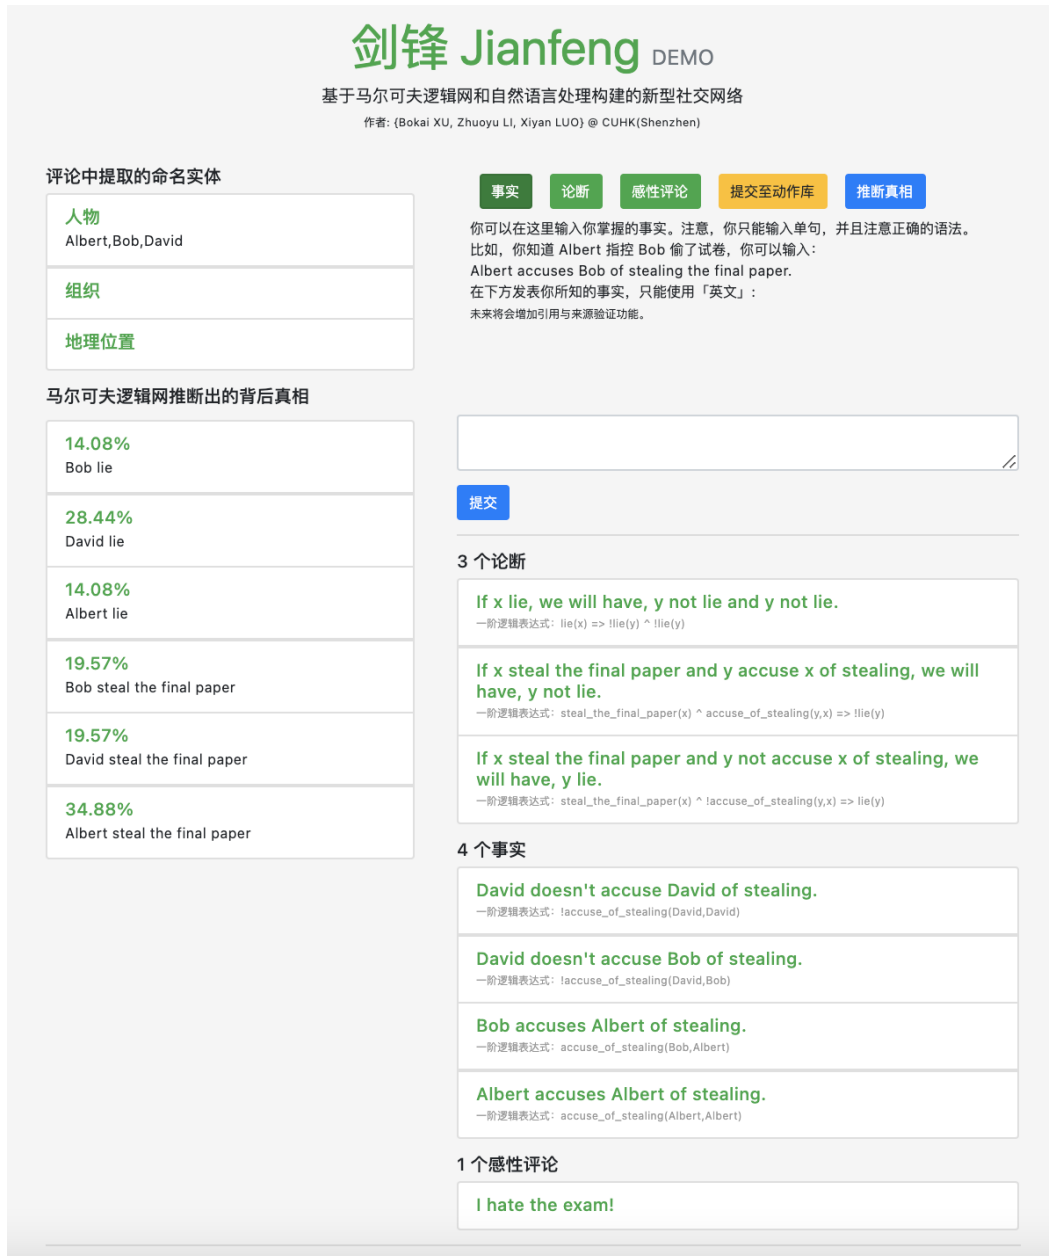 剑锋 Jianfeng DEMO
基于马尔可夫逻辑网和自然语言处理构建的新型社交网络
作者: {Bokai XU, Zhuoyu LI, Xiyan LUO} @ CUHK(Shenzhen)
评论中提取的命名实体
人物
Albert,Bob,David
组织
地理位置
马尔可夫逻辑网推断出的背后真相
14.08%
Bob lie
28.44%
David lie
14.08%
Albert lie
19.57%
Bob steal the final paper
19.57%
David steal the final paper
34.88%
Albert steal the final paper
事实 论断 感性评论 提交至动作库 推断真相
你可以在这里输入你掌握的事实。注意，你只能输入单句，并且注意正确的语法。
比如，你知道 Albert 指控 Bob 偷了试卷，你可以输入：
Albert accuses Bob of stealing the final paper.
在下方发表你所知的事实，只能使用「英文」：
未来将会增加引用与来源验证功能。
提交
3 个论断
If x lie, we will have, y not lie and y not lie.
一阶逻辑表达式：lie(x) => !lie(y) ^ !lie(y)
If x steal the final paper and y accuse x of stealing, we will
have, y not lie.
一阶逻辑表达式：steal_the_final_paper(x) ^ accuse_of_stealing(y,x) => !lie(y)
If x steal the final paper and y not accuse x of stealing, we
will have, y lie.
一阶逻辑表达式：steal_the_final_paper(x) ^ !accuse_of_stealing(y,x) => lie(y)
4 个事实
David doesn't accuse David of stealing.
一阶逻辑表达式：!accuse_of_stealing(David,David)
David doesn't accuse Bob of stealing.
一阶逻辑表达式：!accuse_of_stealing(David,Bob)
Bob accuses Albert of stealing.
一阶逻辑表达式：accuse_of_stealing(Bob,Albert)
Albert accuses Albert of stealing.
一阶逻辑表达式：accuse_of_stealing(Albert,Albert)
1 个感性评论
I hate the exam!